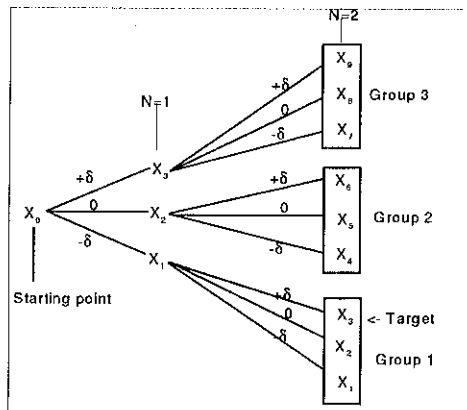 N=2
X₉
+δ
X₈
Group 3
0
N=1
-δ
X₇
X₃
+δ
+δ
X₆
X₀
0
X₂
0
X₅
Group 2
-δ
-δ
X₄
X₁
Starting point
+δ
X₃
<- Target
0
X₂
-δ
Group 1
X₁